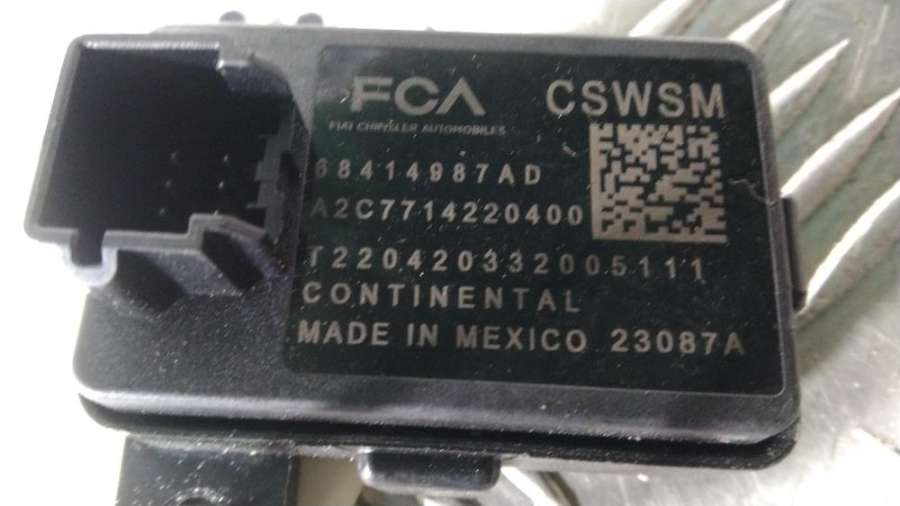 FCA
FIAT CHRYSLER AUTOMOBILES
CSWSM
68414987AD
A2C7714220400
T220420332005111
CONTINENTAL
MADE IN MEXICO 23087A